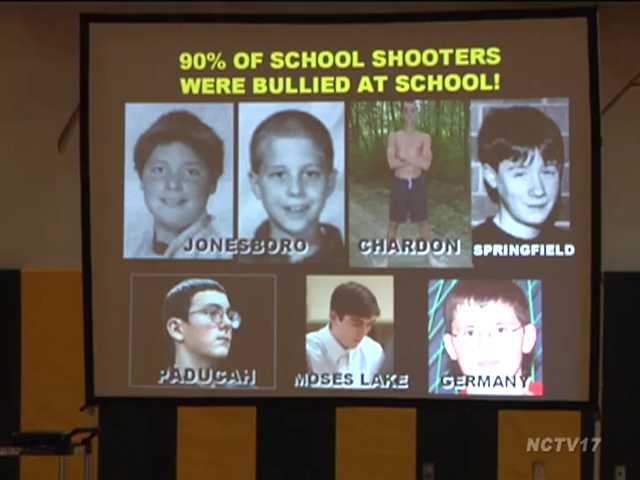 90% OF SCHOOL SHOOTERS
WERE BULLIED AT SCHOOL!
JONESBORO
CHARDON
SPRINGFIELD
PADUCAH
MOSES LAKE
GERMANY
NCTV17